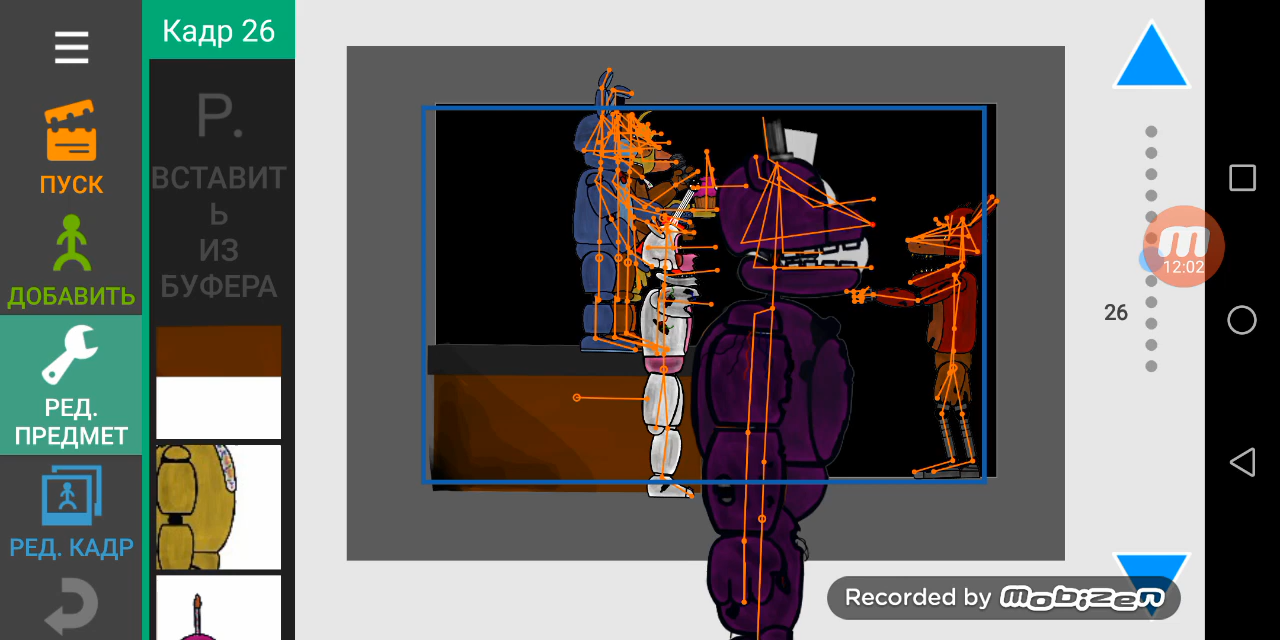 Кадр 26
Р.
ВСТАВИТ
Ь
ИЗ
БУФЕРА
ПУСК
ДОБАВИТЬ
РЕД.
ПРЕДМЕТ
РЕД. КАДР
26
12:02
Recorded by mobizen